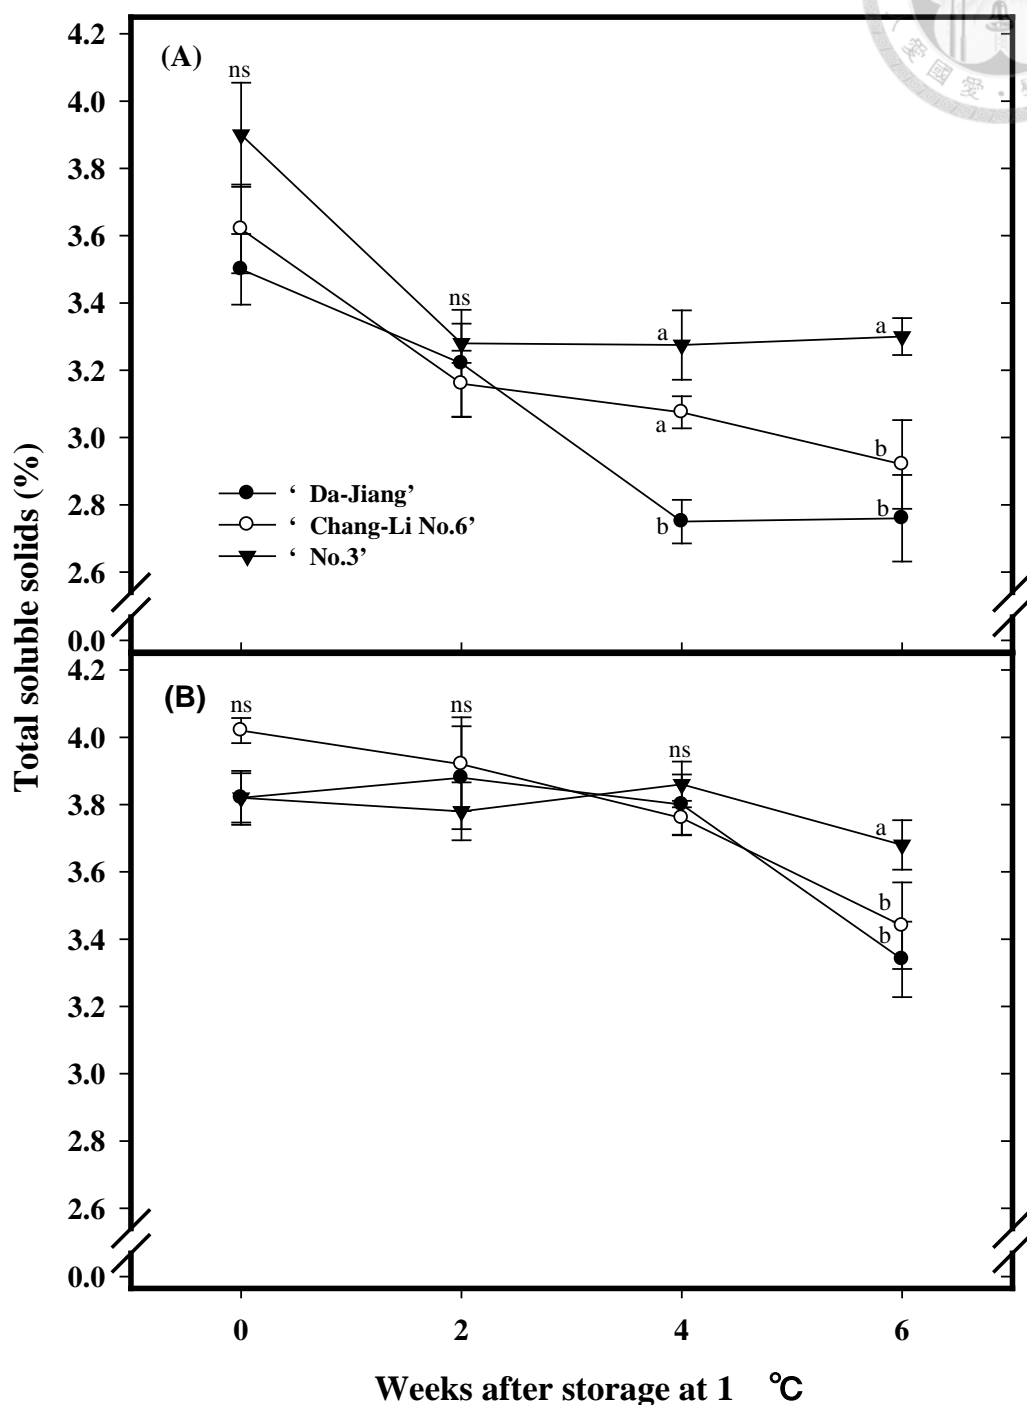 (A)
4.2
4.0
3.8
3.6
3.4
3.2
3.0
2.8
2.6
0.0
ns
ns
a
a
b
a
b
b
‘ Da-Jiang’
‘ Chang-Li No.6’
‘ No.3’
愛國愛
Total soluble solids (%)
(B)
4.2
4.0
3.8
3.6
3.4
3.2
3.0
2.8
2.6
0.0
ns
ns
ns
a
b
b
0 2 4 6
Weeks after storage at 1 ℃